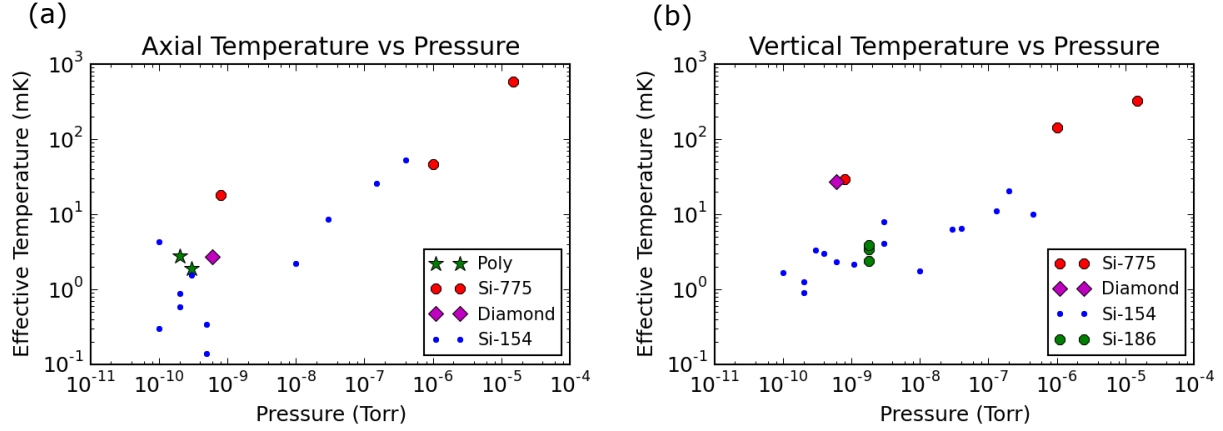 (a)
Axial Temperature vs Pressure
Effective Temperature (mK)
10^3
10^2
10^1
10^0
10^-1
10^-11 10^-10 10^-9 10^-8 10^-7 10^-6 10^-5 10^-4
Pressure (Torr)
Poly
Si-775
Diamond
Si-154
(b)
Vertical Temperature vs Pressure
Effective Temperature (mK)
10^3
10^2
10^1
10^0
10^-1
10^-11 10^-10 10^-9 10^-8 10^-7 10^-6 10^-5 10^-4
Pressure (Torr)
Si-775
Diamond
Si-154
Si-186